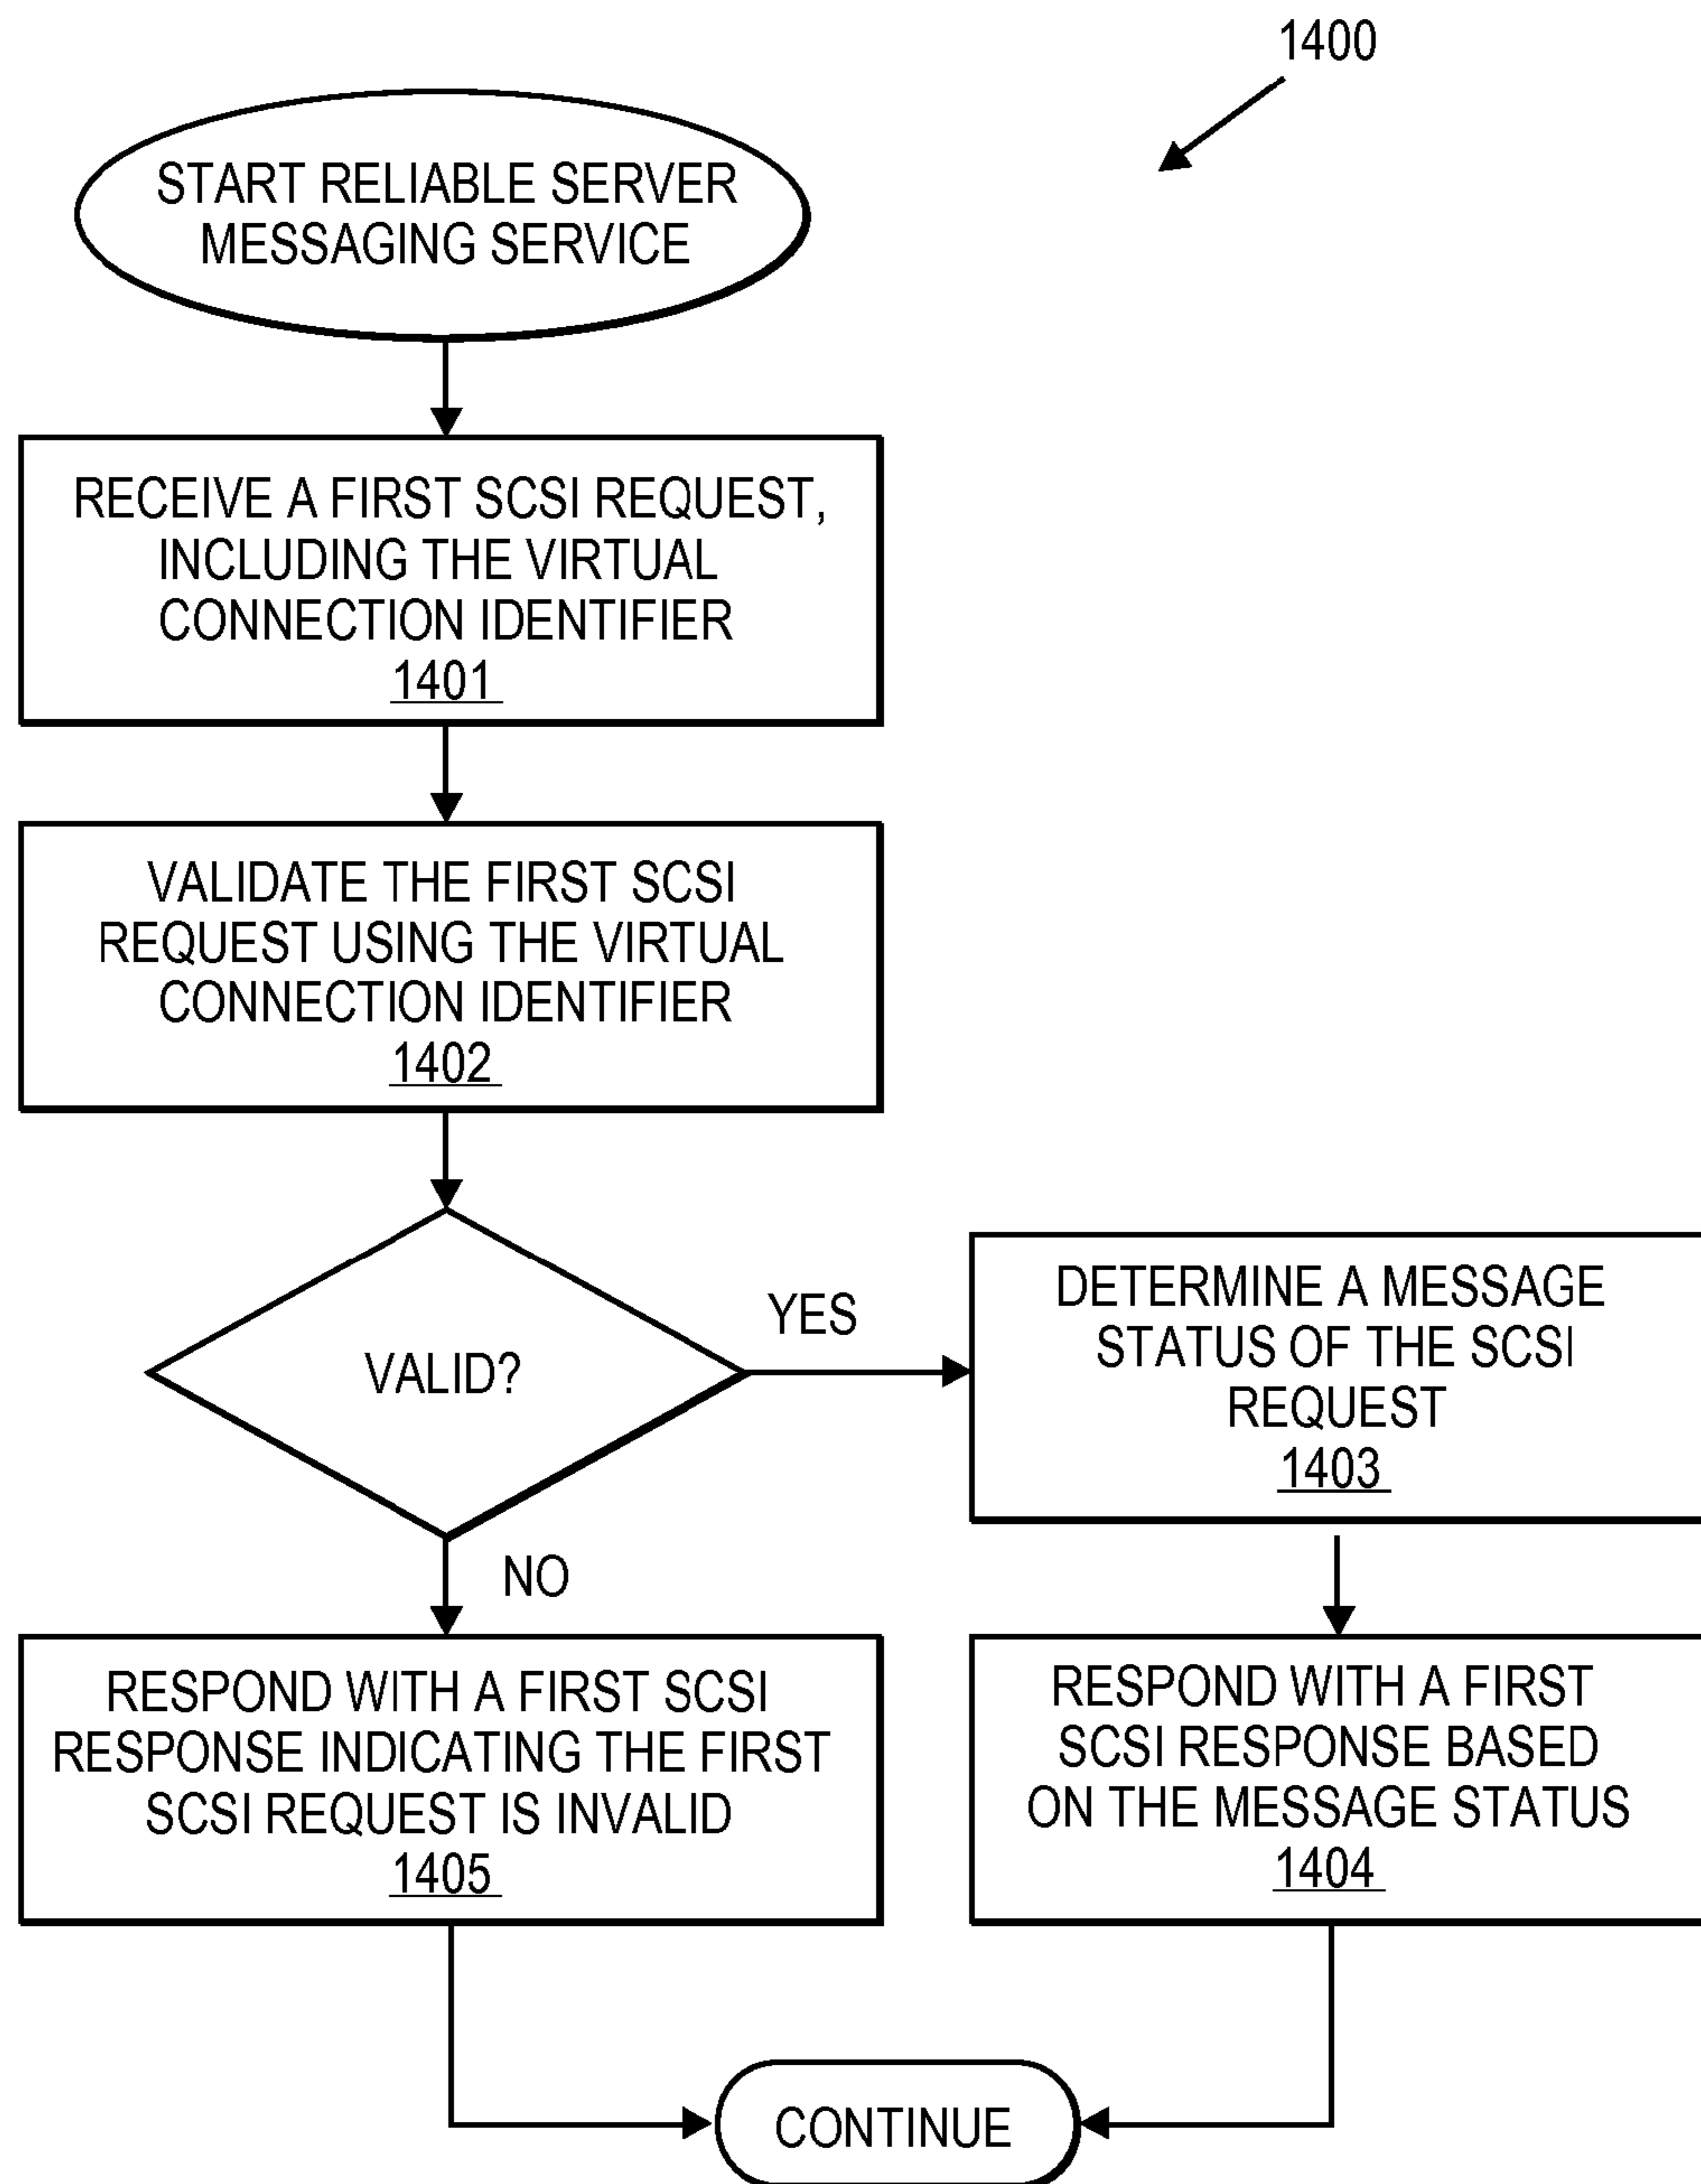 1400
START RELIABLE SERVER
MESSAGING SERVICE
RECEIVE A FIRST SCSI REQUEST,
INCLUDING THE VIRTUAL
CONNECTION IDENTIFIER
1401
VALIDATE THE FIRST SCSI
REQUEST USING THE VIRTUAL
CONNECTION IDENTIFIER
1402
VALID?
YES
DETERMINE A MESSAGE
STATUS OF THE SCSI
REQUEST
1403
NO
RESPOND WITH A FIRST SCSI
RESPONSE INDICATING THE FIRST
SCSI REQUEST IS INVALID
1405
RESPOND WITH A FIRST
SCSI RESPONSE BASED
ON THE MESSAGE STATUS
1404
CONTINUE